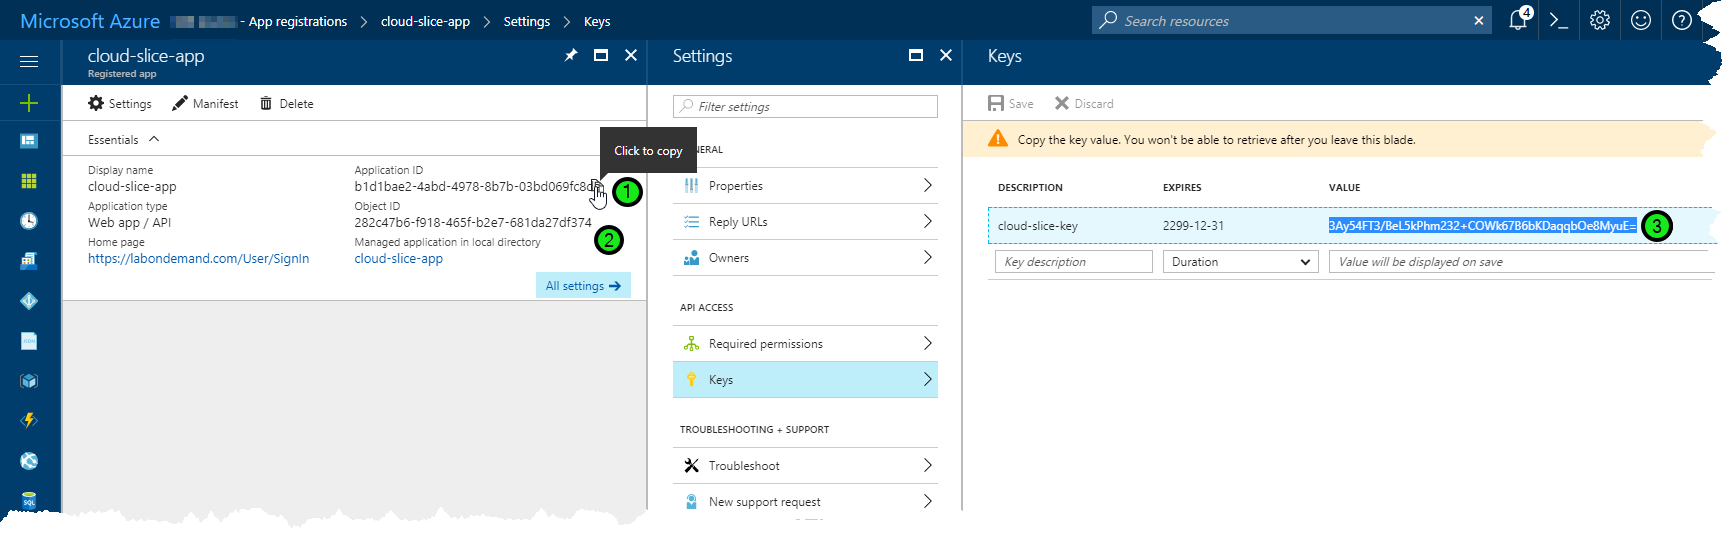 Microsoft Azure - App registrations > cloud-slice-app > Settings > Keys
Search resources
4
cloud-slice-app
Registered app
Settings Manifest Delete
Essentials
Click to copy
Display name
cloud-slice-app
Application ID
b1d1bae2-4abd-4978-8b7b-03bd069fc8d
1
Application type
Web app / API
Object ID
282c47b6-f918-465f-b2e7-681da27df374
2
Home page
https://labondemand.com/User/SignIn
Managed application in local directory
cloud-slice-app
All settings
Settings
Filter settings
NERAL
Properties
Reply URLs
Owners
API ACCESS
Required permissions
Keys
TROUBLESHOOTING + SUPPORT
Troubleshoot
New support request
Keys
Save Discard
Copy the key value. You won't be able to retrieve after you leave this blade.
DESCRIPTION EXPIRES VALUE
cloud-slice-key 2299-12-31 3Ay54FT3/BeL5kPhm232+COWk67B6bKDaqqbOe8MyuE=
3
Key description Duration Value will be displayed on save
SQL